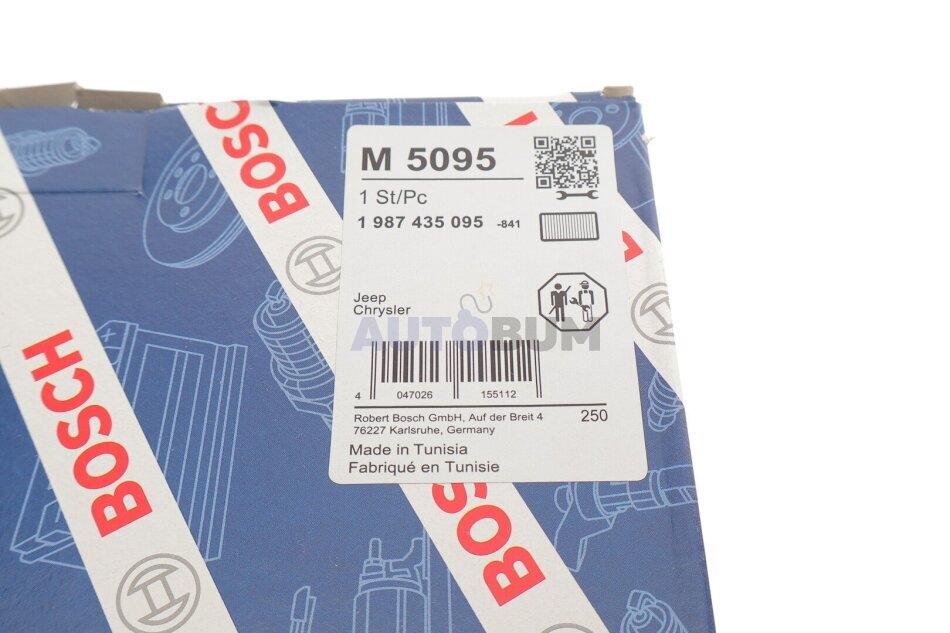 BOSCH
BOSCH
BOSCH
M 5095
1 St/Pc
1 987 435 095 -841
Jeep
Chrysler
AUTOBUM
4 047026 155112
Robert Bosch GmbH, Auf der Breit 4
76227 Karlsruhe, Germany
250
Made in Tunisia
Fabriqué en Tunisie